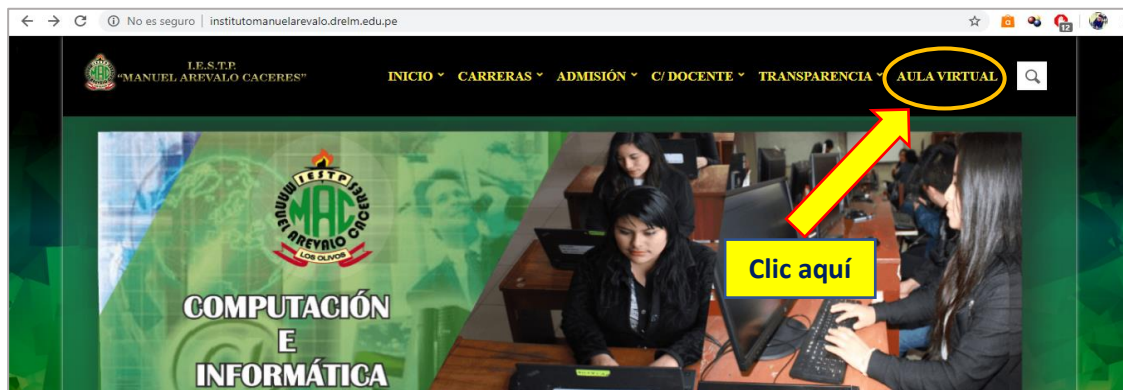 No es seguro | institutomanuelarevalo.drelm.edu.pe
12
I.E.S.T.P.
"MANUEL AREVALO CACERES"
INICIO CARRERAS ADMISIÓN C/ DOCENTE TRANSPARENCIA AULA VIRTUAL
IESTP
MANUEL AREVALO CACERES
MAC
LOS OLIVOS
Clic aquí
COMPUTACIÓN
E
INFORMÁTICA